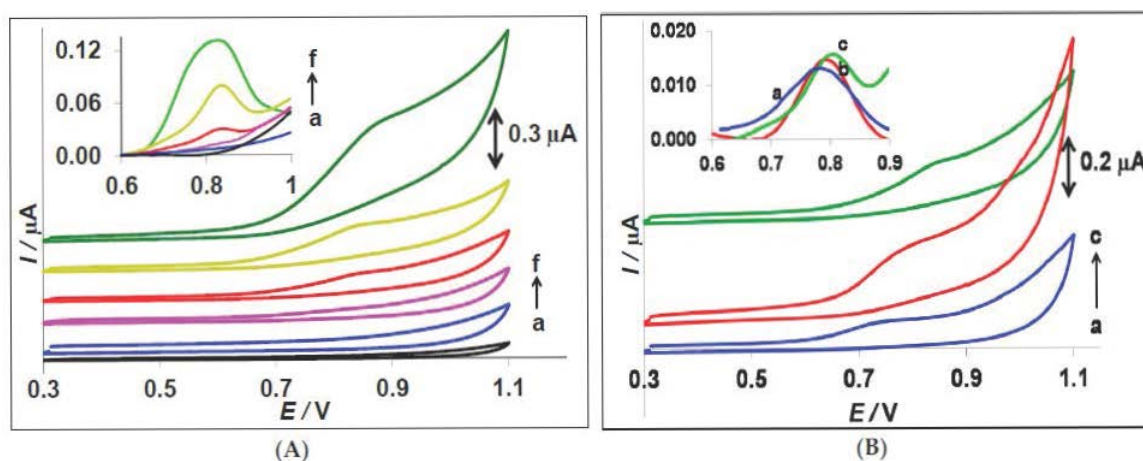 0.12
0.06
0.00
0.6 0.8 1
f
a
0.3 µA
f
a
I / µA
0.3 0.5 0.7 0.9 1.1
E / V
(A)
0.020
0.010
0.000
0.6 0.7 0.8 0.9
a
c
b
0.2 µA
c
a
I / µA
0.3 0.5 0.7 0.9 1.1
E / V
(B)